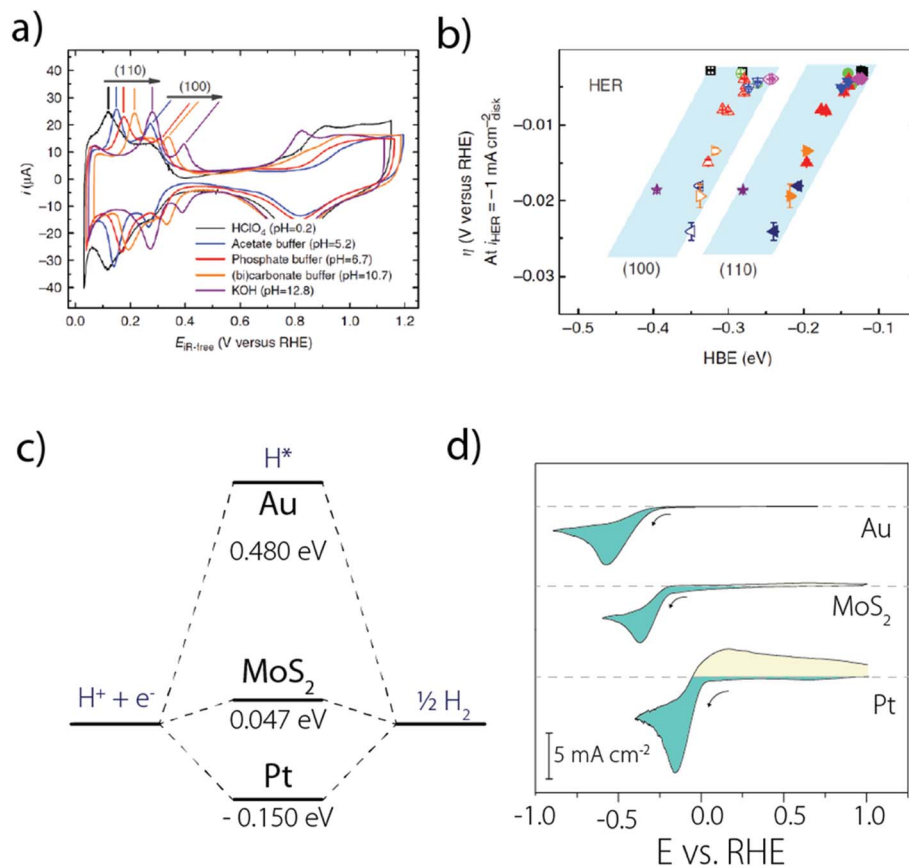 a)
(110)
(100)
40
30
20
10
0
−10
−20
−30
−40
i (μA)
HClO4 (pH=0.2)
Acetate buffer (pH=5.2)
Phosphate buffer (pH=6.7)
(bi)carbonate buffer (pH=10.7)
KOH (pH=12.8)
0.0 0.2 0.4 0.6 0.8 1.0 1.2
EiR-free (V versus RHE)
b)
HER
η (V versus RHE)
At iHER = −1 mA cm−2disk
−0.01
−0.02
−0.03
(100)
(110)
−0.5 −0.4 −0.3 −0.2 −0.1
HBE (eV)
c)
H*
Au
0.480 eV
MoS2
H+ + e-
0.047 eV
½ H2
Pt
- 0.150 eV
d)
Au
MoS2
Pt
5 mA cm-2
-1.0 -0.5 0.0 0.5 1.0
E vs. RHE